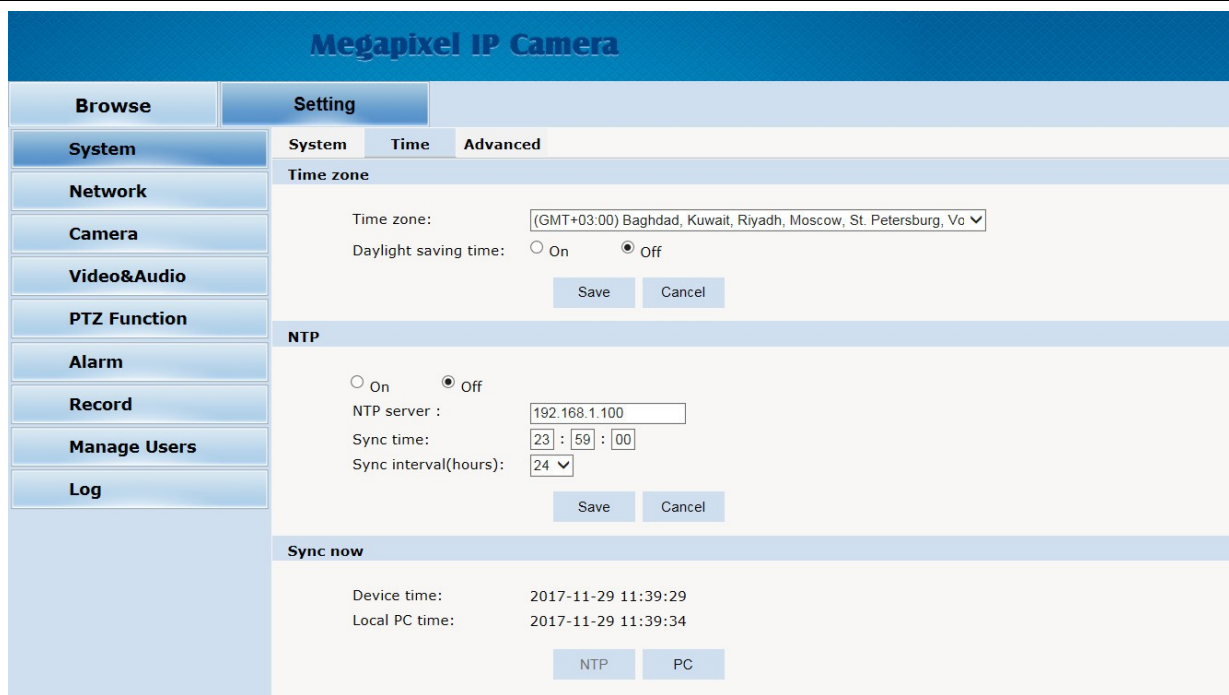 Megapixel IP Camera
Browse
Setting
System
Network
Camera
Video&Audio
PTZ Function
Alarm
Record
Manage Users
Log
System Time Advanced
Time zone
Time zone: (GMT+03:00) Baghdad, Kuwait, Riyadh, Moscow, St. Petersburg, Vo
Daylight saving time: On Off
Save Cancel
NTP
On Off
NTP server : 192.168.1.100
Sync time: 23 : 59 : 00
Sync interval(hours): 24
Save Cancel
Sync now
Device time: 2017-11-29 11:39:29
Local PC time: 2017-11-29 11:39:34
NTP PC